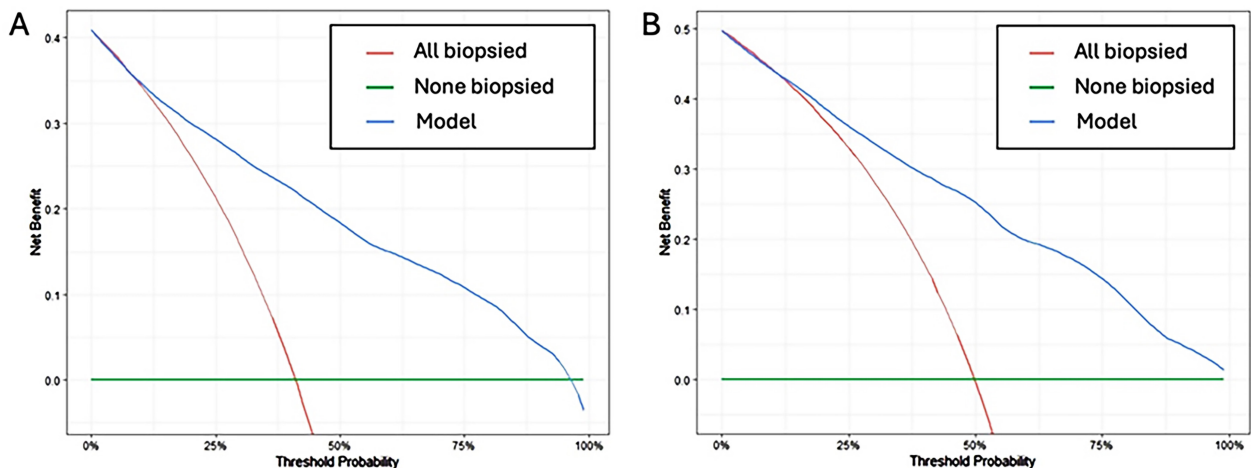 A
All biopsied
None biopsied
Model
0.4
0.3
0.2
0.1
0.0
Net Benefit
0%
25%
50%
75%
100%
Threshold Probability
B
All biopsied
None biopsied
Model
0.5
0.4
0.3
0.2
0.1
0.0
Net Benefit
0%
25%
50%
75%
100%
Threshold Probability